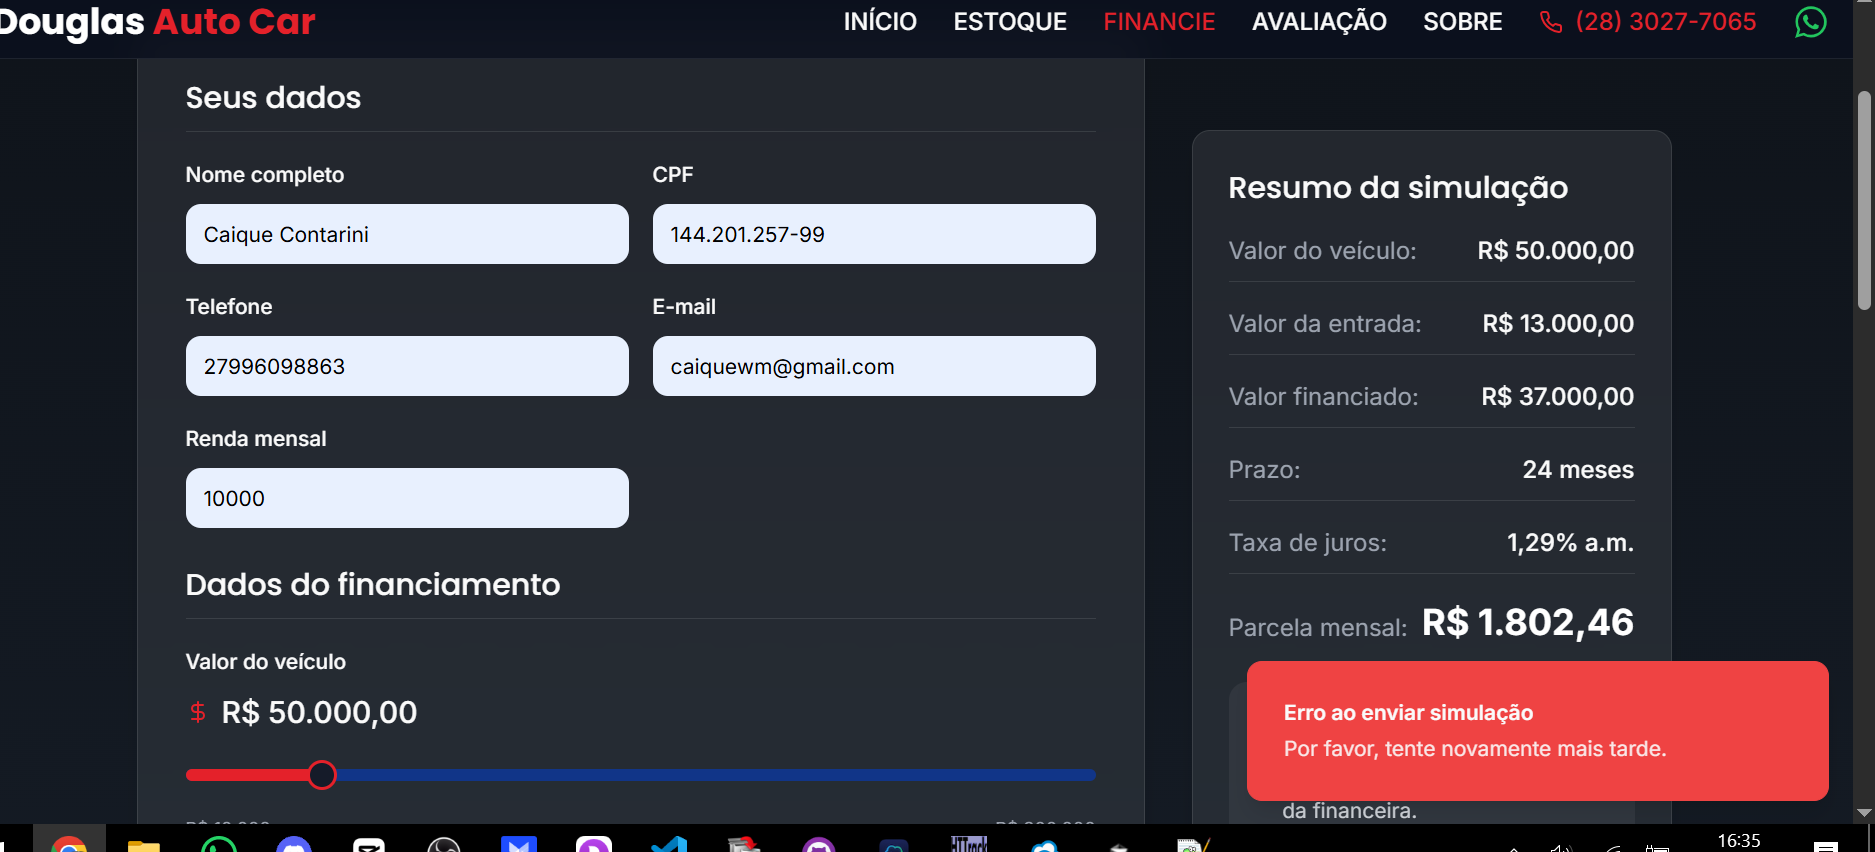 Douglas Auto Car
INÍCIO
ESTOQUE
FINANCIE
AVALIAÇÃO
SOBRE
(28) 3027-7065
Seus dados
Nome completo
CPF
Caique Contarini
144.201.257-99
Telefone
E-mail
27996098863
caiquewm@gmail.com
Renda mensal
10000
Dados do financiamento
Valor do veículo
$ R$ 50.000,00
Resumo da simulação
Valor do veículo: R$ 50.000,00
Valor da entrada: R$ 13.000,00
Valor financiado: R$ 37.000,00
Prazo: 24 meses
Taxa de juros: 1,29% a.m.
Parcela mensal: R$ 1.802,46
Erro ao enviar simulação
Por favor, tente novamente mais tarde.
da financeira.
16:35